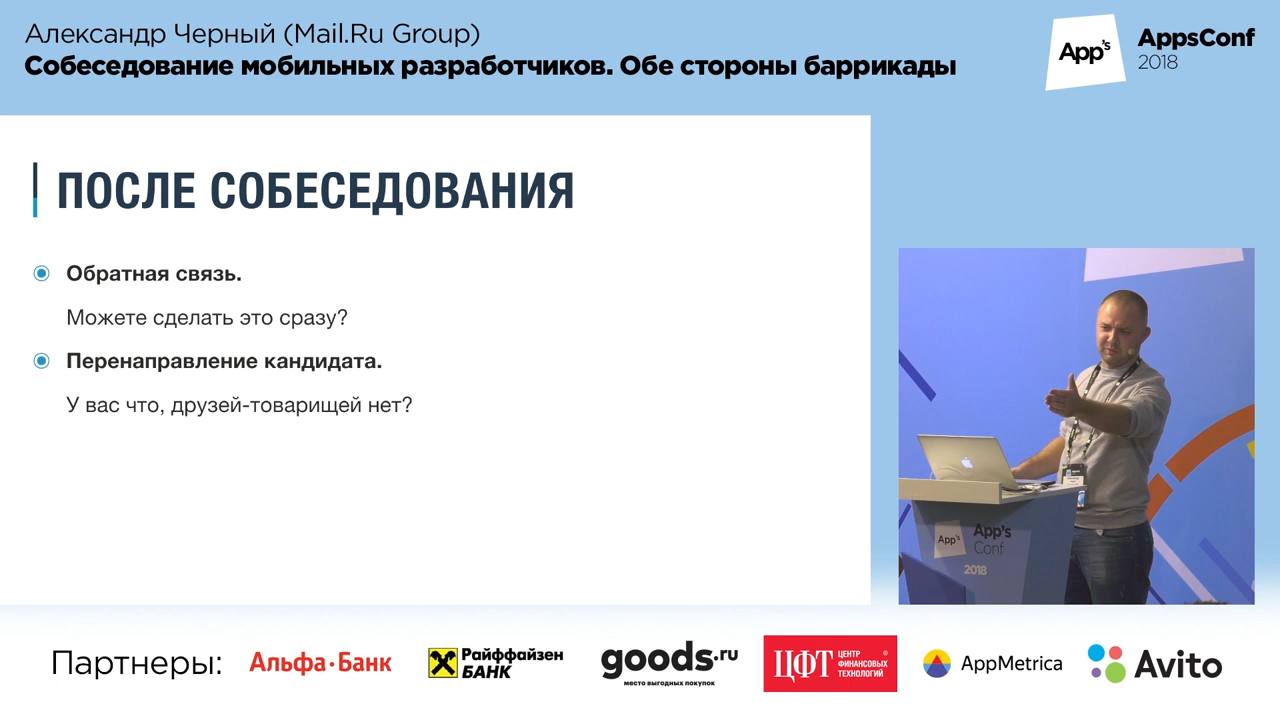 Александр Черный (Mail.Ru Group)
Собеседование мобильных разработчиков. Обе стороны баррикады
App's
AppsConf
2018
ПОСЛЕ СОБЕСЕДОВАНИЯ
Обратная связь.
Можете сделать это сразу?
Перенаправление кандидата.
У вас что, друзей-товарищей нет?
App's
App's
Conf
2018
Партнеры:
Альфа·Банк
Райффайзен
БАНК
goods.ru
место выгодных покупок
ЦФТ
ЦЕНТР
ФИНАНСОВЫХ
ТЕХНОЛОГИЙ
®
AppMetrica
Avito